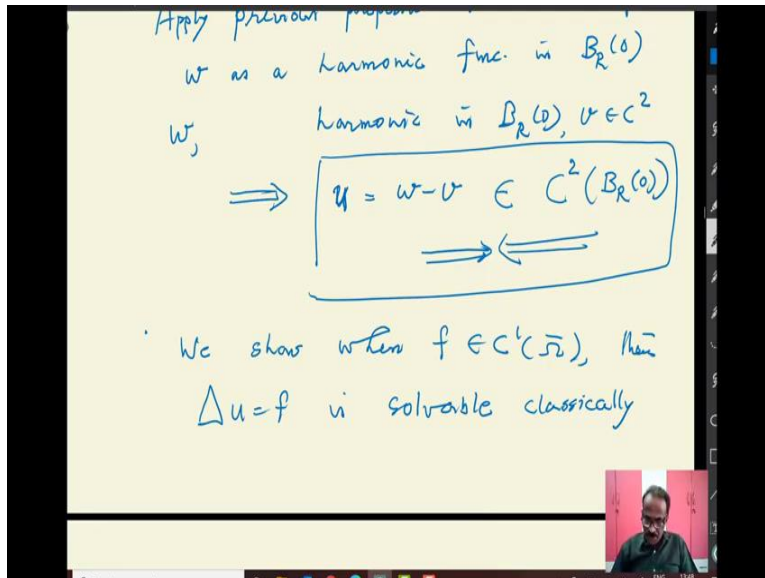 Apply previous
w as a harmonic func. in B_R(0)
w, harmonic in B_R(0), v ∈ C²
⟹ u = w-v ∈ C²(B_R(0))
⟹⟸
We show when f ∈ C¹(Ω̅), then
Δu=f is solvable classically